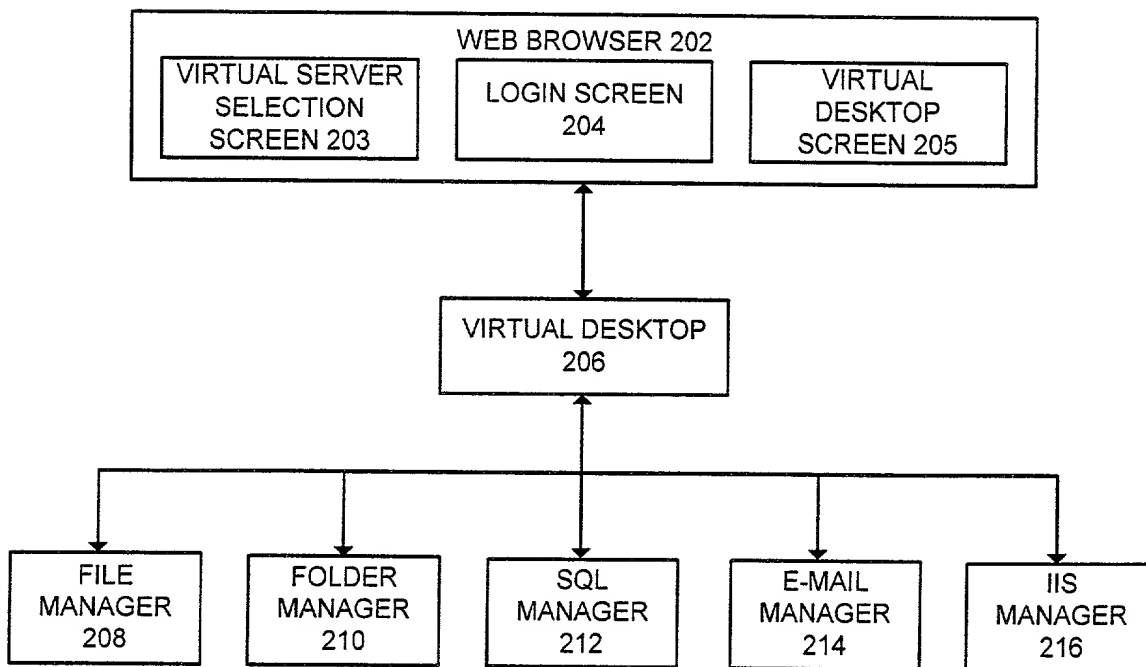 WEB BROWSER 202
VIRTUAL SERVER
SELECTION
SCREEN 203
LOGIN SCREEN
204
VIRTUAL
DESKTOP
SCREEN 205
VIRTUAL DESKTOP
206
FILE
MANAGER
208
FOLDER
MANAGER
210
SQL
MANAGER
212
E-MAIL
MANAGER
214
IIS
MANAGER
216